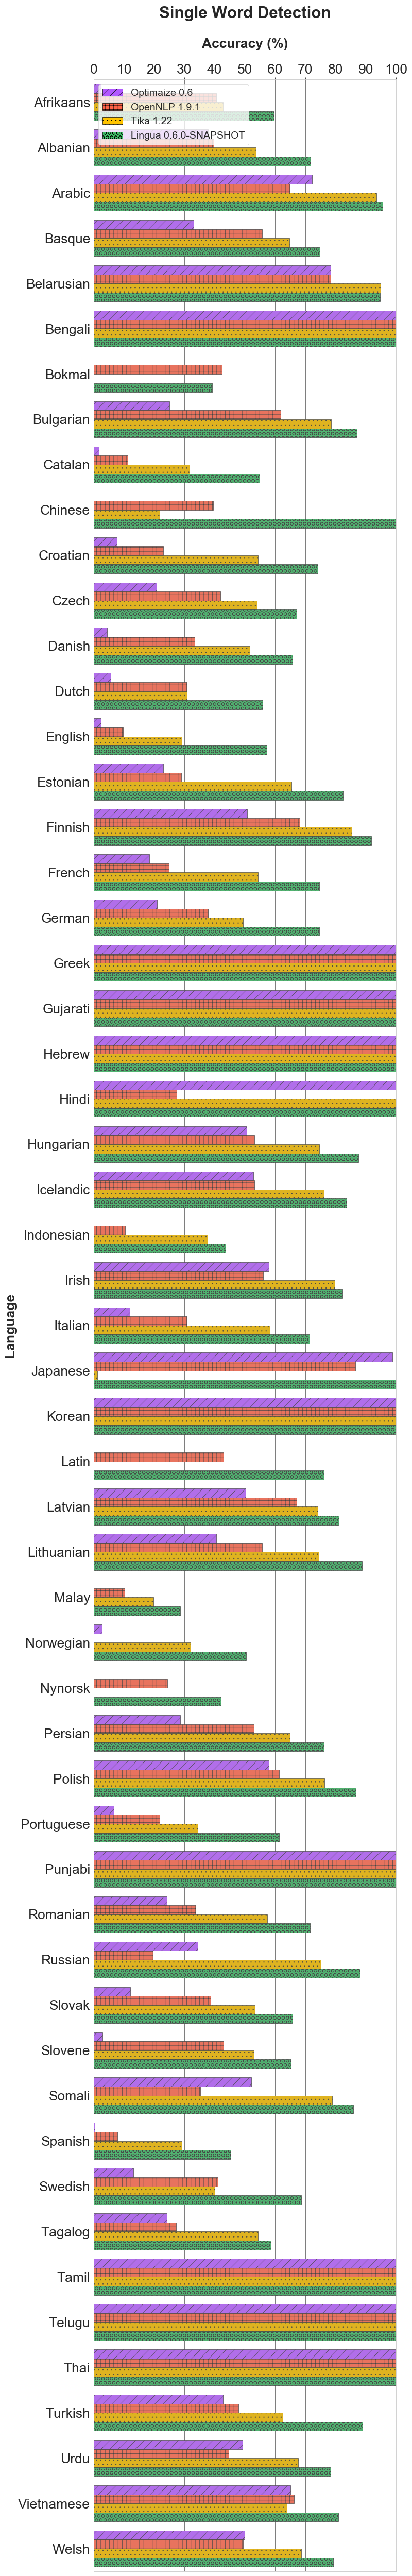 Single Word Detection
Accuracy (%)
0 10 20 30 40 50 60 70 80 90 100
Optimaize 0.6
OpenNLP 1.9.1
Tika 1.22
Lingua 0.6.0-SNAPSHOT
Language
Afrikaans
Albanian
Arabic
Basque
Belarusian
Bengali
Bokmal
Bulgarian
Catalan
Chinese
Croatian
Czech
Danish
Dutch
English
Estonian
Finnish
French
German
Greek
Gujarati
Hebrew
Hindi
Hungarian
Icelandic
Indonesian
Irish
Italian
Japanese
Korean
Latin
Latvian
Lithuanian
Malay
Norwegian
Nynorsk
Persian
Polish
Portuguese
Punjabi
Romanian
Russian
Slovak
Slovene
Somali
Spanish
Swedish
Tagalog
Tamil
Telugu
Thai
Turkish
Urdu
Vietnamese
Welsh